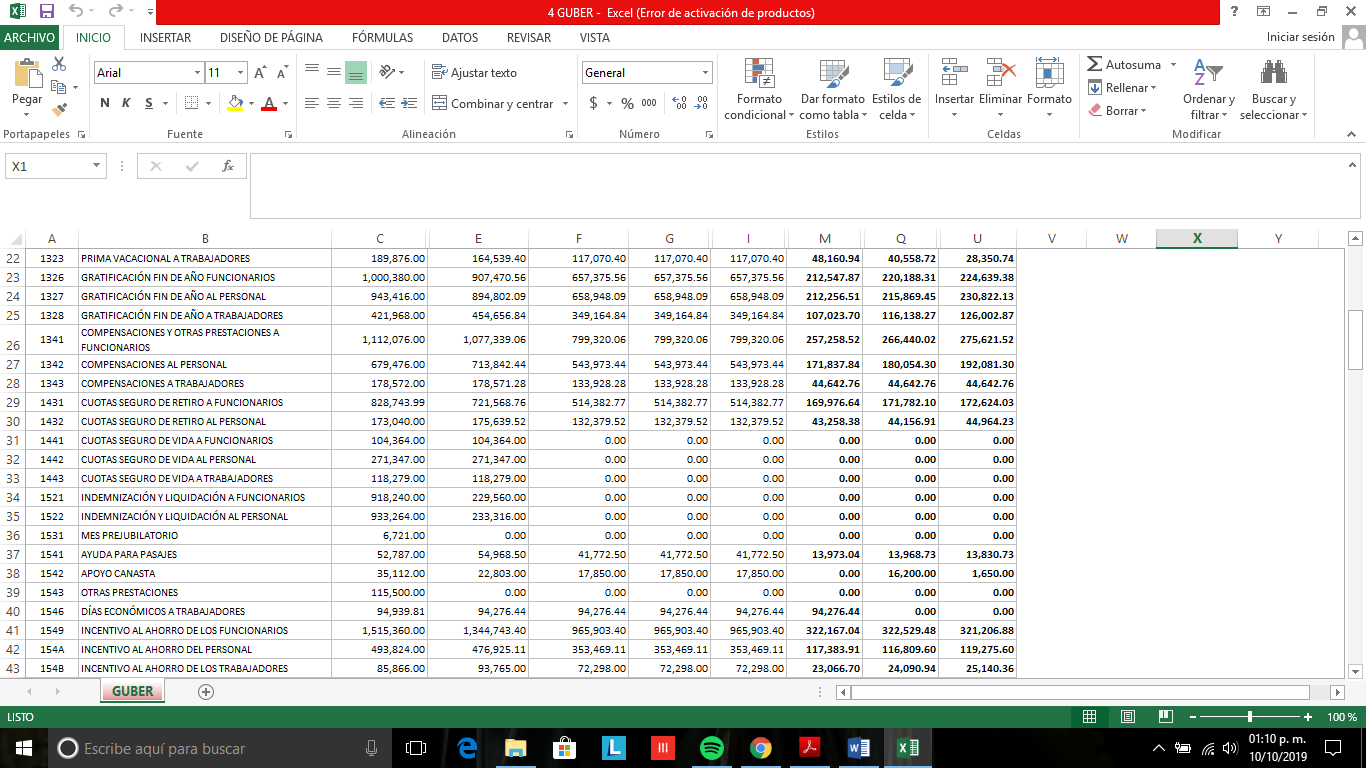 4 GUBER - Excel (Error de activación de productos)
ARCHIVO INICIO INSERTAR DISEÑO DE PÁGINA FÓRMULAS DATOS REVISAR VISTA Iniciar sesión
Pegar
Portapapeles
Arial 11
N K S
Fuente
Ajustar texto
Combinar y centrar
Alineación
General
$ % 000
Número
Formato condicional
Dar formato como tabla
Estilos de celda
Estilos
Insertar Eliminar Formato
Celdas
Autosuma
Rellenar
Borrar
Ordenar y filtrar
Buscar y seleccionar
Modificar
X1 fx
A B C E F G I M Q U V W X Y
22 1323 PRIMA VACACIONAL A TRABAJADORES 189,876.00 164,539.40 117,070.40 117,070.40 117,070.40 48,160.94 40,558.72 28,350.74
23 1326 GRATIFICACIÓN FIN DE AÑO FUNCIONARIOS 1,000,380.00 907,470.56 657,375.56 657,375.56 657,375.56 212,547.87 220,188.31 224,639.38
24 1327 GRATIFICACIÓN FIN DE AÑO AL PERSONAL 943,416.00 894,802.09 658,948.09 658,948.09 658,948.09 212,256.51 215,869.45 230,822.13
25 1328 GRATIFICACIÓN FIN DE AÑO A TRABAJADORES 421,968.00 454,656.84 349,164.84 349,164.84 349,164.84 107,023.70 116,138.27 126,002.87
26 1341 COMPENSACIONES Y OTRAS PRESTACIONES A FUNCIONARIOS 1,112,076.00 1,077,339.06 799,320.06 799,320.06 799,320.06 257,258.52 266,440.02 275,621.52
27 1342 COMPENSACIONES AL PERSONAL 679,476.00 713,842.44 543,973.44 543,973.44 543,973.44 171,837.84 180,054.30 192,081.30
28 1343 COMPENSACIONES A TRABAJADORES 178,572.00 178,571.28 133,928.28 133,928.28 133,928.28 44,642.76 44,642.76 44,642.76
29 1431 CUOTAS SEGURO DE RETIRO A FUNCIONARIOS 828,743.99 721,568.76 514,382.77 514,382.77 514,382.77 169,976.64 171,782.10 172,624.03
30 1432 CUOTAS SEGURO DE RETIRO AL PERSONAL 173,040.00 175,639.52 132,379.52 132,379.52 132,379.52 43,258.38 44,156.91 44,964.23
31 1441 CUOTAS SEGURO DE VIDA A FUNCIONARIOS 104,364.00 104,364.00 0.00 0.00 0.00 0.00 0.00 0.00
32 1442 CUOTAS SEGURO DE VIDA AL PERSONAL 271,347.00 271,347.00 0.00 0.00 0.00 0.00 0.00 0.00
33 1443 CUOTAS SEGURO DE VIDA A TRABAJADORES 118,279.00 118,279.00 0.00 0.00 0.00 0.00 0.00 0.00
34 1521 INDEMNIZACIÓN Y LIQUIDACIÓN A FUNCIONARIOS 918,240.00 229,560.00 0.00 0.00 0.00 0.00 0.00 0.00
35 1522 INDEMNIZACIÓN Y LIQUIDACIÓN AL PERSONAL 933,264.00 233,316.00 0.00 0.00 0.00 0.00 0.00 0.00
36 1531 MES PREJUBILATORIO 6,721.00 0.00 0.00 0.00 0.00 0.00 0.00 0.00
37 1541 AYUDA PARA PASAJES 52,787.00 54,968.50 41,772.50 41,772.50 41,772.50 13,973.04 13,968.73 13,830.73
38 1542 APOYO CANASTA 35,112.00 22,803.00 17,850.00 17,850.00 17,850.00 0.00 16,200.00 1,650.00
39 1543 OTRAS PRESTACIONES 115,500.00 0.00 0.00 0.00 0.00 0.00 0.00 0.00
40 1546 DÍAS ECONÓMICOS A TRABAJADORES 94,939.81 94,276.44 94,276.44 94,276.44 94,276.44 94,276.44 0.00 0.00
41 1549 INCENTIVO AL AHORRO DE LOS FUNCIONARIOS 1,515,360.00 1,344,743.40 965,903.40 965,903.40 965,903.40 322,167.04 322,529.48 321,206.88
42 154A INCENTIVO AL AHORRO DEL PERSONAL 493,824.00 476,925.11 353,469.11 353,469.11 353,469.11 117,383.91 116,809.60 119,275.60
43 154B INCENTIVO AL AHORRO DE LOS TRABAJADORES 85,866.00 93,765.00 72,298.00 72,298.00 72,298.00 23,066.70 24,090.94 25,140.36
GUBER
LISTO 100 %
Escribe aquí para buscar
01:10 p. m.
10/10/2019